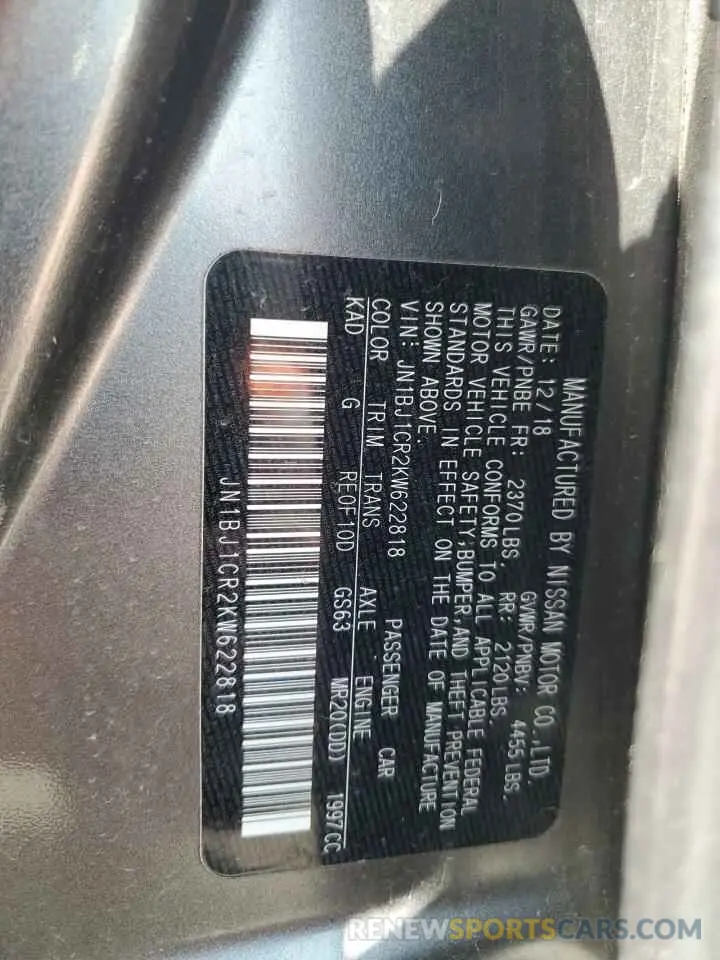 MANUFACTURED BY NISSAN MOTOR CO.,LTD.
DATE: 12/18 GVWR/PNBV: 4455LBS.
GAWR/PNBE FR: 2370LBS, RR: 2120LBS
THIS VEHICLE CONFORMS TO ALL APPLICABLE FEDERAL
MOTOR VEHICLE SAFETY,BUMPER,AND THEFT PREVENTION
STANDARDS IN EFFECT ON THE DATE OF MANUFACTURE
SHOWN ABOVE.
VIN: JN1BJ1CR2KW622818 PASSENGER CAR
COLOR TRIM TRANS AXLE ENGINE
KAD G RE0F10D GS63 MR20(DD) 1997CC
JN1BJ1CR2KW622818
RENEWSPORTSCARS.COM